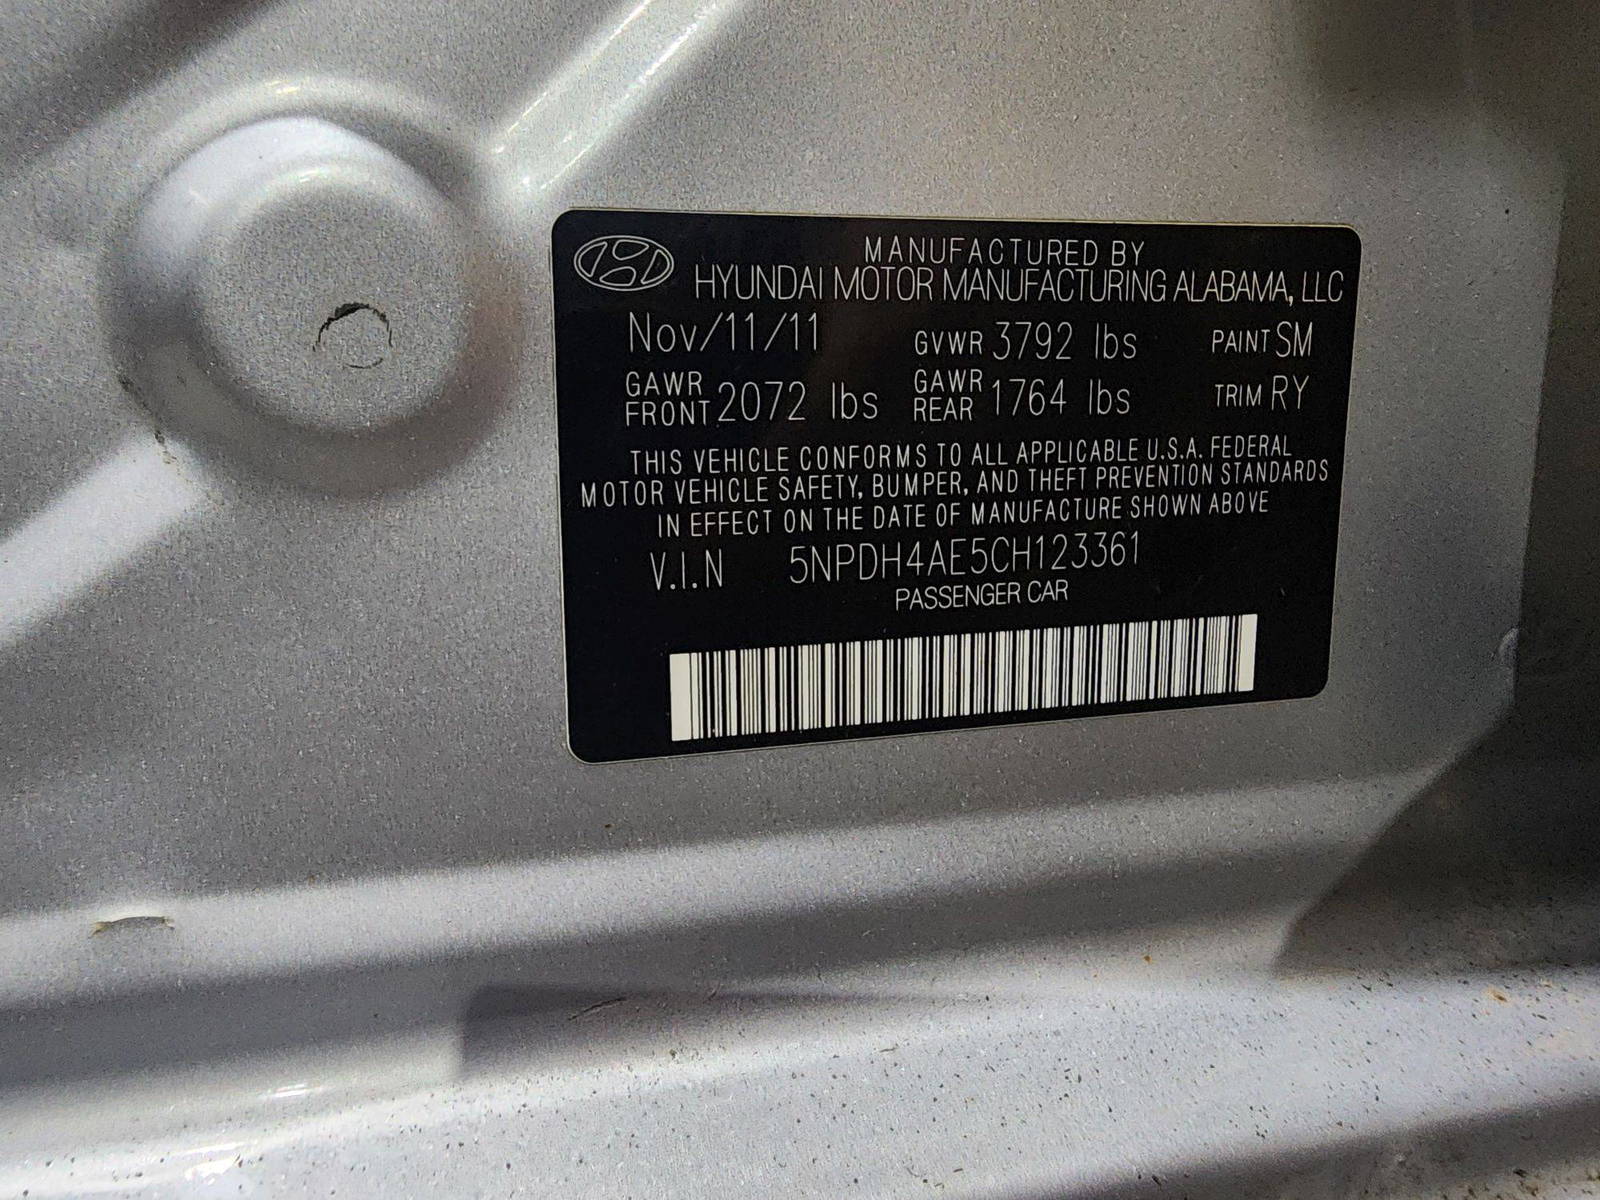 MANUFACTURED BY
HYUNDAI MOTOR MANUFACTURING ALABAMA, LLC
Nov/11/11 GVWR 3792 lbs PAINT SM
GAWR FRONT 2072 lbs GAWR REAR 1764 lbs TRIM RY
THIS VEHICLE CONFORMS TO ALL APPLICABLE U.S.A. FEDERAL
MOTOR VEHICLE SAFETY, BUMPER, AND THEFT PREVENTION STANDARDS
IN EFFECT ON THE DATE OF MANUFACTURE SHOWN ABOVE
V.I.N 5NPDH4AE5CH123361
PASSENGER CAR